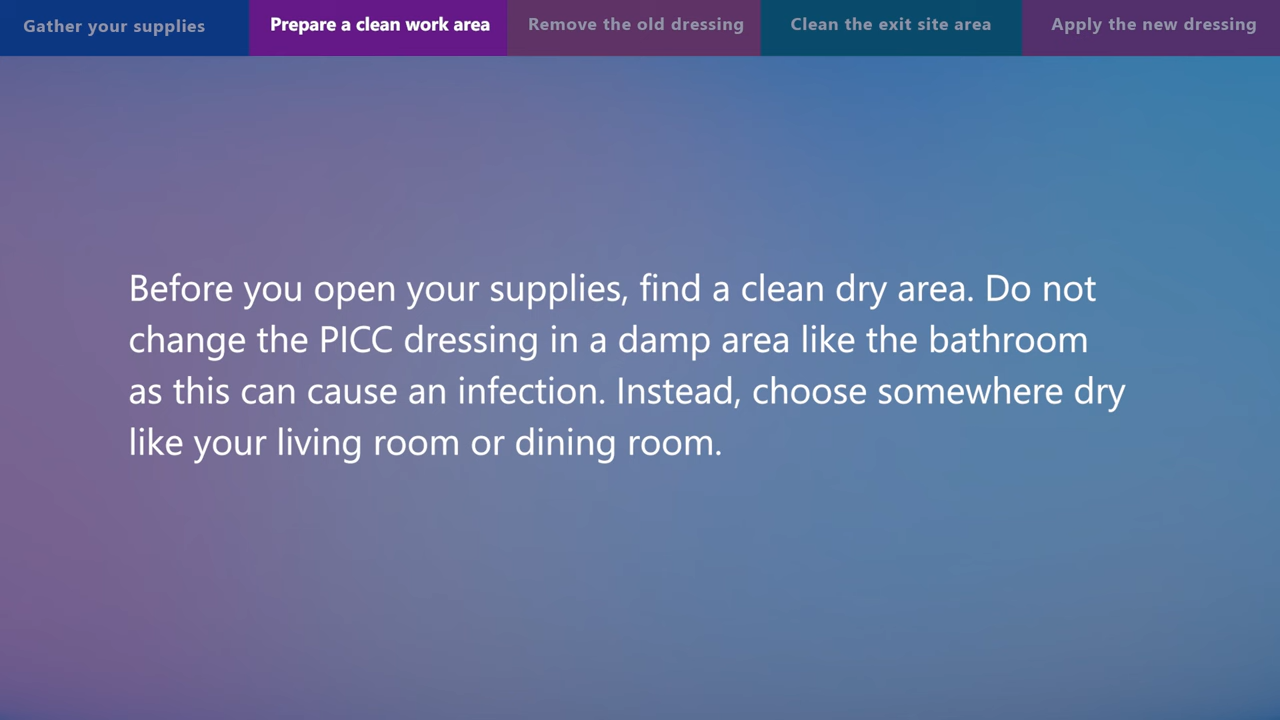 Gather your supplies
Prepare a clean work area
Remove the old dressing
Clean the exit site area
Apply the new dressing
Before you open your supplies, find a clean dry area. Do not
change the PICC dressing in a damp area like the bathroom
as this can cause an infection. Instead, choose somewhere dry
like your living room or dining room.